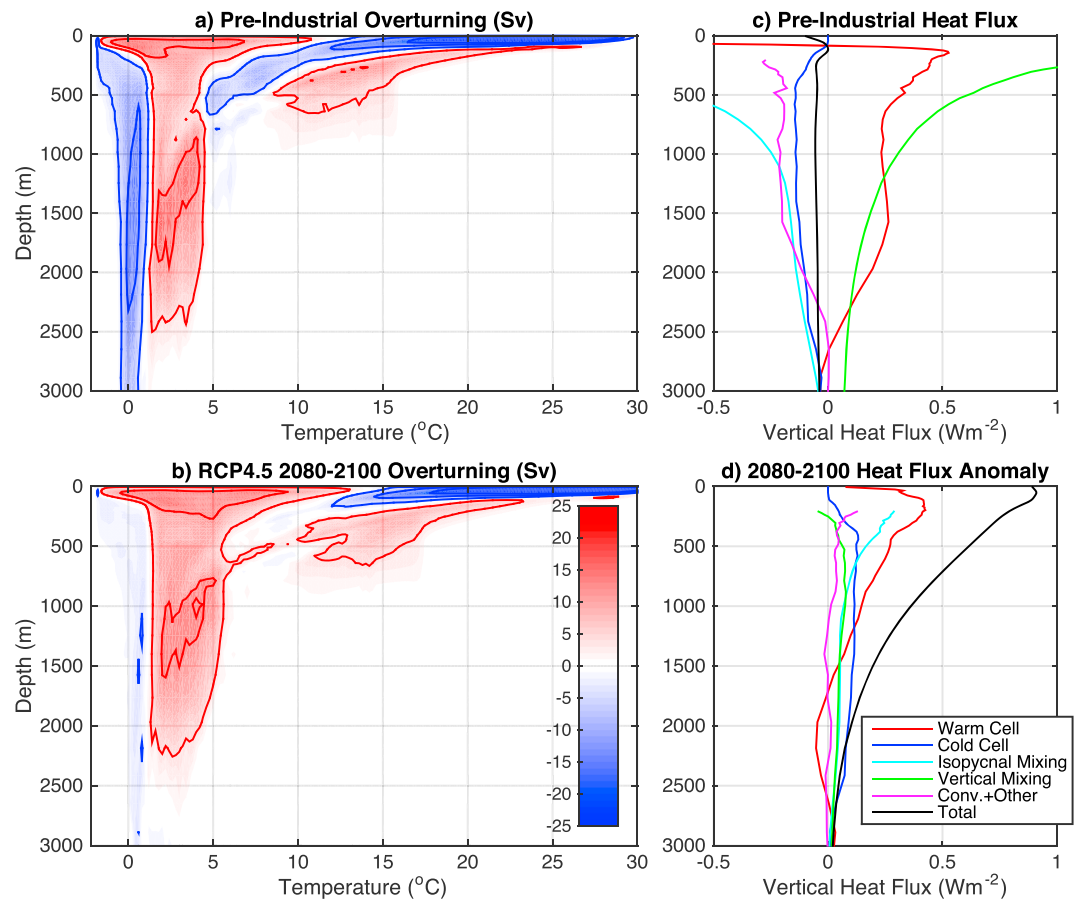 a) Pre-Industrial Overturning (Sv)
0
500
1000
1500
2000
2500
3000
Depth (m)
0 5 10 15 20 25 30
Temperature (°C)
c) Pre-Industrial Heat Flux
0
500
1000
1500
2000
2500
3000
-0.5 0 0.5 1
Vertical Heat Flux (Wm-2)
b) RCP4.5 2080-2100 Overturning (Sv)
0
500
1000
1500
2000
2500
3000
Depth (m)
25
20
15
10
5
0
-5
-10
-15
-20
-25
0 5 10 15 20 25 30
Temperature (oC)
d) 2080-2100 Heat Flux Anomaly
0
500
1000
1500
2000
2500
3000
Warm Cell
Cold Cell
Isopycnal Mixing
Vertical Mixing
Conv.+Other
Total
-0.5 0 0.5 1
Vertical Heat Flux (Wm-2)